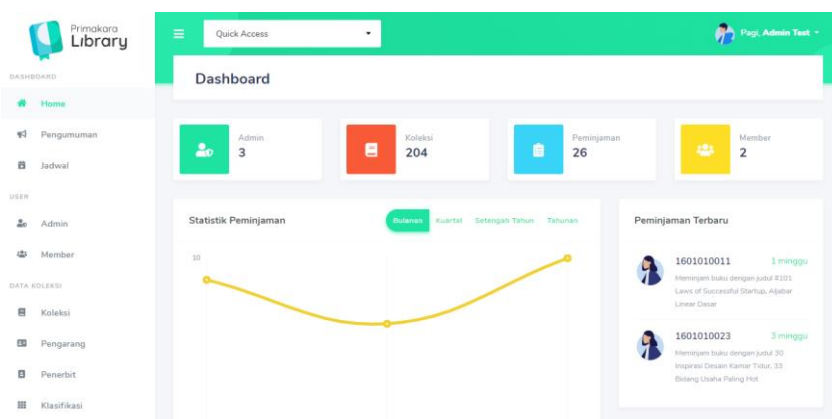 Primakara
Library
Quick Access
Pagi, Admin Test
DASHBOARD
Home
Pengumuman
Jadwal
USER
Admin
Member
DATA KOLEKSI
Koleksi
Pengarang
Penerbit
Klasifikasi
Dashboard
Admin
3
Koleksi
204
Peminjaman
26
Member
2
Statistik Peminjaman
Bulanan Kuartal Setengah Tahun Tahunan
10
Peminjaman Terbaru
1601010011 1 minggu
Meminjam buku dengan judul #101
Laws of Successful Startup, Aljabar
Linear Dasar
1601010023 3 minggu
Meminjam buku dengan judul 30
Inspirasi Desain Kamar Tidur, 33
Bidang Usaha Paling Hot